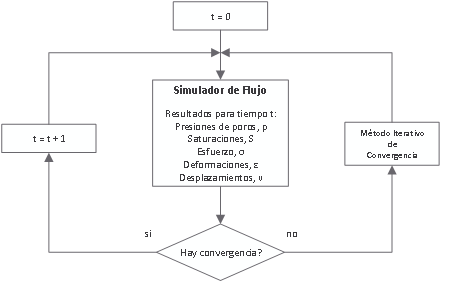 t = 0
Simulador de Flujo
Resultados para tiempo t:
Presiones de poros, p
Saturaciones, S
Esfuerzo, σ
Deformaciones, ε
Desplazamientos, υ
t = t + 1
Método Iterativo
de
Convergencia
si
no
Hay convergencia?